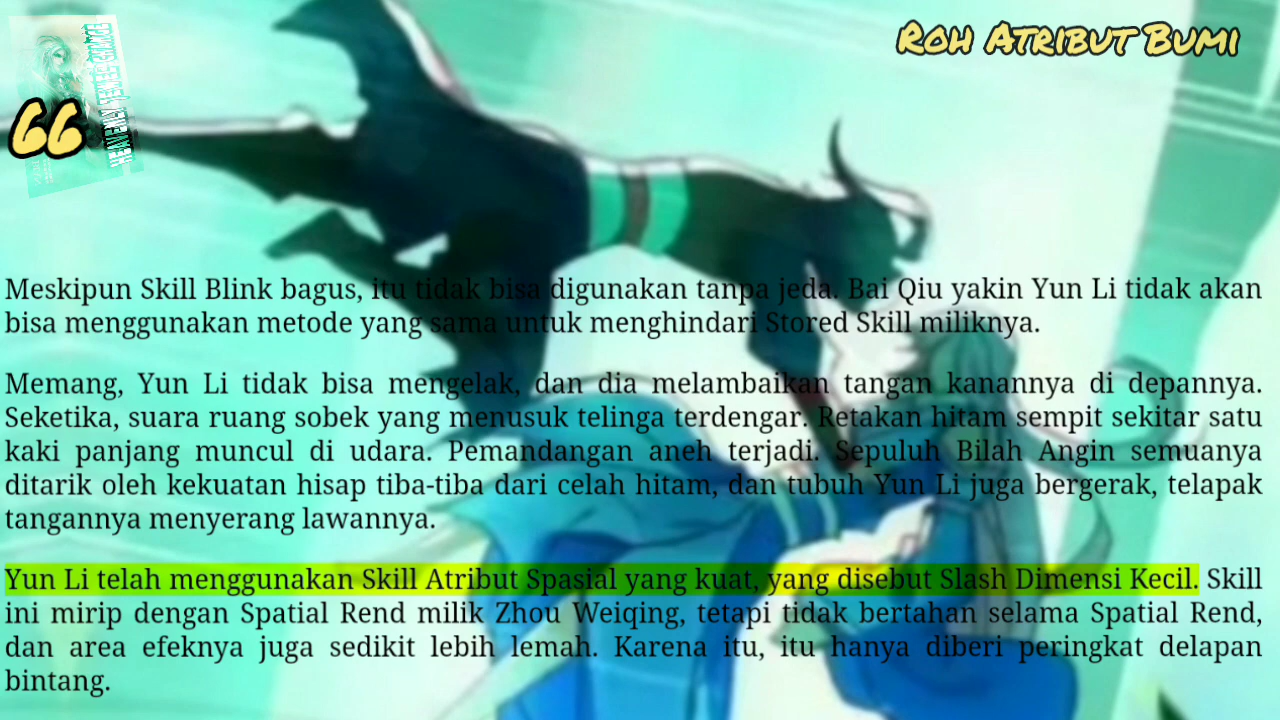 Roh Atribut Bumi
HEAVENLY JEWEL CHANGE
66
Meskipun Skill Blink bagus, itu tidak bisa digunakan tanpa jeda. Bai Qiu yakin Yun Li tidak akan
bisa menggunakan metode yang sama untuk menghindari Stored Skill miliknya.
Memang, Yun Li tidak bisa mengelak, dan dia melambaikan tangan kanannya di depannya.
Seketika, suara ruang sobek yang menusuk telinga terdengar. Retakan hitam sempit sekitar satu
kaki panjang muncul di udara. Pemandangan aneh terjadi. Sepuluh Bilah Angin semuanya
ditarik oleh kekuatan hisap tiba-tiba dari celah hitam, dan tubuh Yun Li juga bergerak, telapak
tangannya menyerang lawannya.
Yun Li telah menggunakan Skill Atribut Spasial yang kuat, yang disebut Slash Dimensi Kecil. Skill
ini mirip dengan Spatial Rend milik Zhou Weiqing, tetapi tidak bertahan selama Spatial Rend,
dan area efeknya juga sedikit lebih lemah. Karena itu, itu hanya diberi peringkat delapan
bintang.